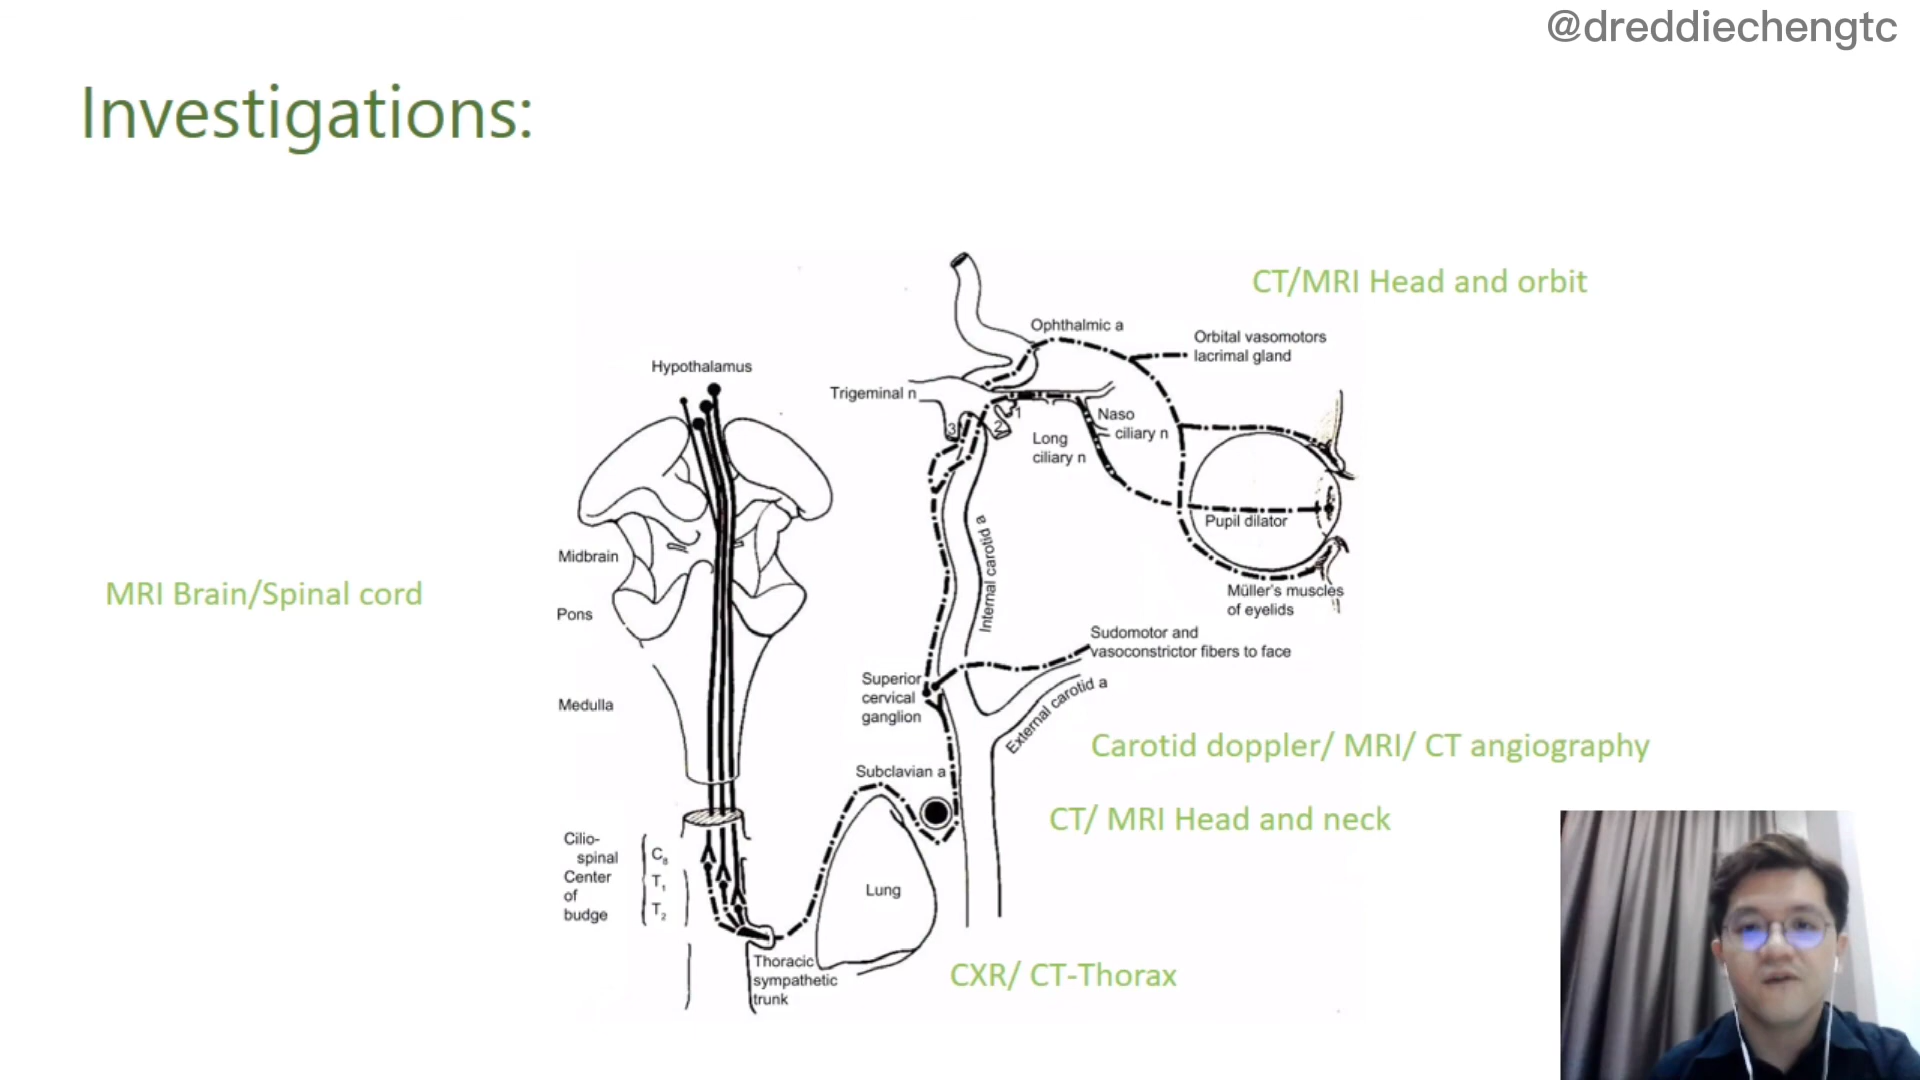 @dreddiechengtc
Investigations:
CT/MRI Head and orbit
Ophthalmic a
Orbital vasomotors
lacrimal gland
Hypothalamus
Trigeminal n
1
2
3
Naso
ciliary n
Long
ciliary n
Pupil dilator
Internal carotid a
Midbrain
MRI Brain/Spinal cord
Pons
Müller's muscles
of eyelids
Sudomotor and
vasoconstrictor fibers to face
Superior
cervical
ganglion
External carotid a
Medulla
Carotid doppler/ MRI/ CT angiography
Subclavian a
CT/ MRI Head and neck
Cilio-
spinal
Center
of
budge
C8
T1
T2
Lung
Thoracic
sympathetic
trunk
CXR/ CT-Thorax